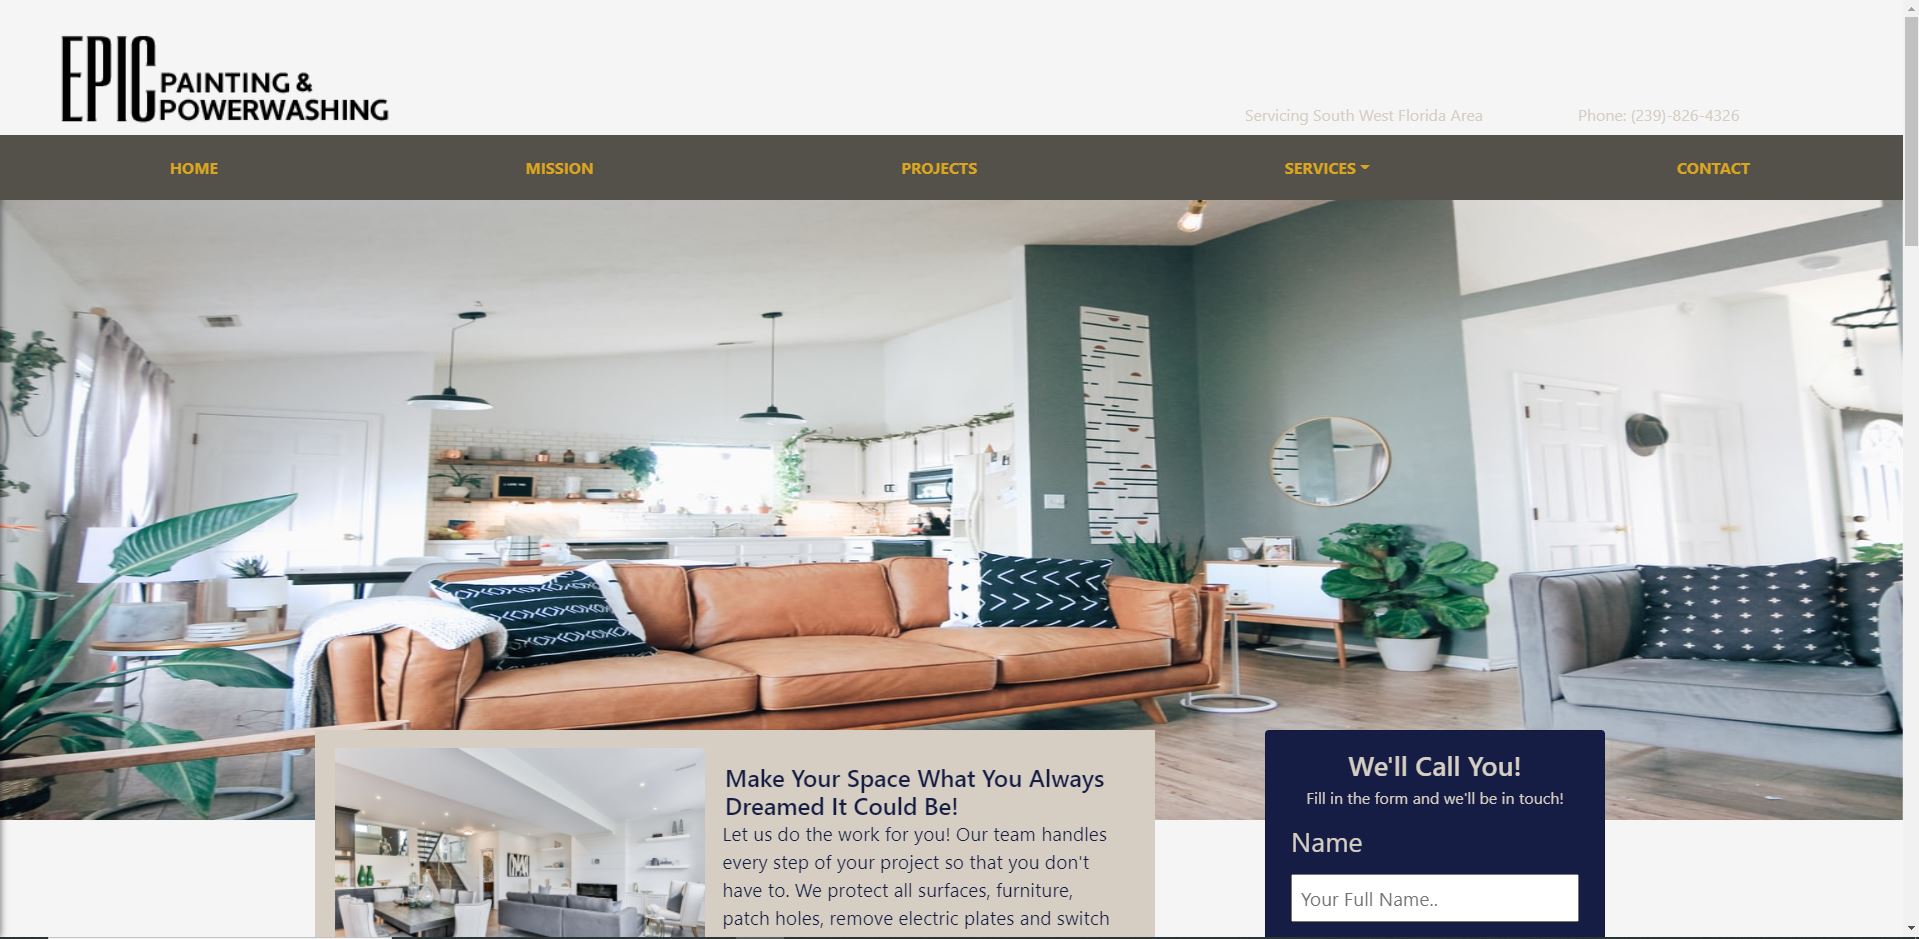 EPIC PAINTING &
POWERWASHING
Servicing South West Florida Area
Phone: (239)-826-4326
HOME
MISSION
PROJECTS
SERVICES
CONTACT
Make Your Space What You Always
Dreamed It Could Be!
Let us do the work for you! Our team handles
every step of your project so that you don't
have to. We protect all surfaces, furniture,
patch holes, remove electric plates and switch
We'll Call You!
Fill in the form and we'll be in touch!
Name
Your Full Name..